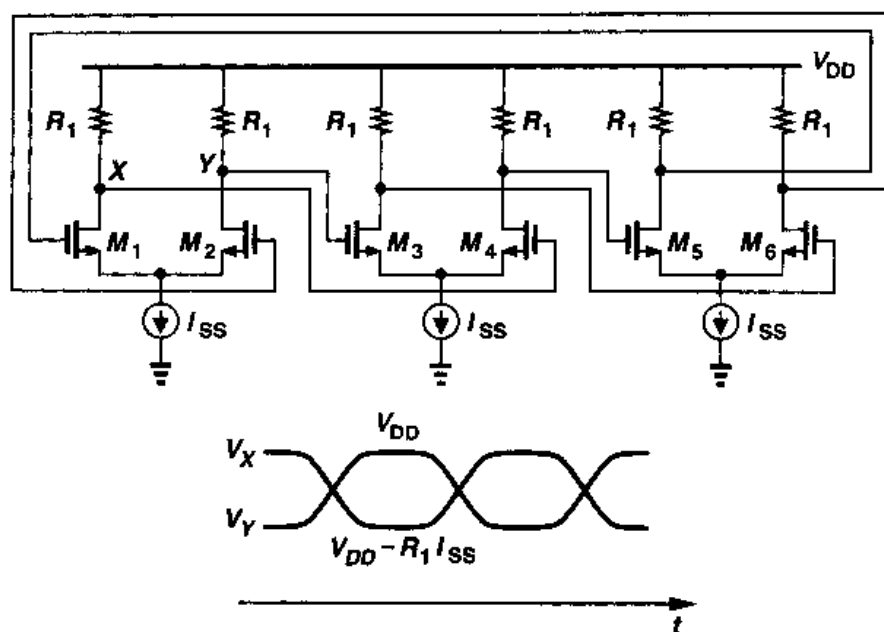 V_DD
R_1 R_1 R_1 R_1 R_1 R_1
X Y
M_1 M_2 M_3 M_4 M_5 M_6
I_SS I_SS I_SS
V_X V_DD
V_Y
V_DD - R_1 I_SS
t